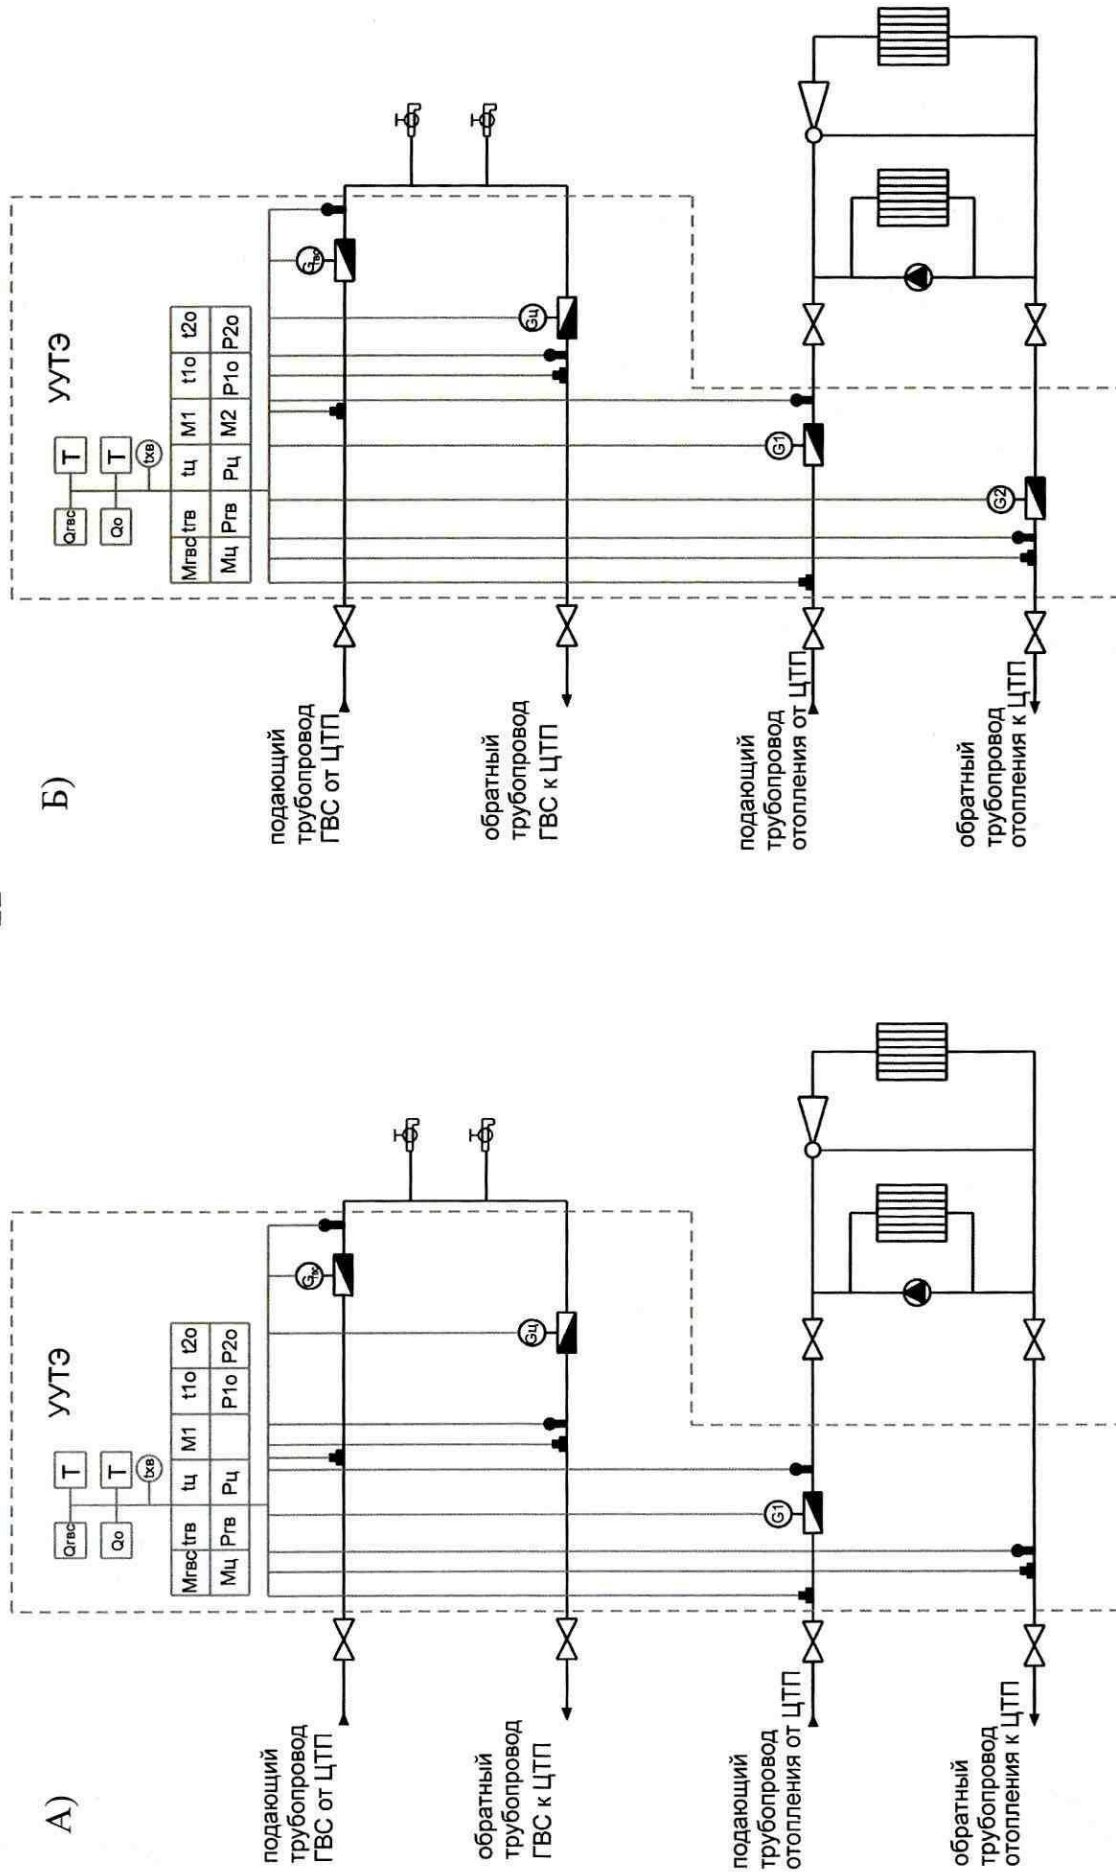 А)
УУТЭ
Qгвс
T
Qо
T
tхв
Мгвс
tгв
tц
М1
t1о
t2о
Мц
Ргв
Рц
Р1о
Р2о
Gгвс
Gц
G1
подающий
трубопровод
ГВС от ЦТП
обратный
трубопровод
ГВС к ЦТП
подающий
трубопровод
отопления от ЦТП
обратный
трубопровод
отопления к ЦТП
Б)
УУТЭ
Qгвс
T
Qо
T
tхв
Мгвс
tгв
tц
М1
t1о
t2о
Мц
Ргв
Рц
М2
Р1о
Р2о
Gгвс
Gц
G1
G2
подающий
трубопровод
ГВС от ЦТП
обратный
трубопровод
ГВС к ЦТП
подающий
трубопровод
отопления от ЦТП
обратный
трубопровод
отопления к ЦТП